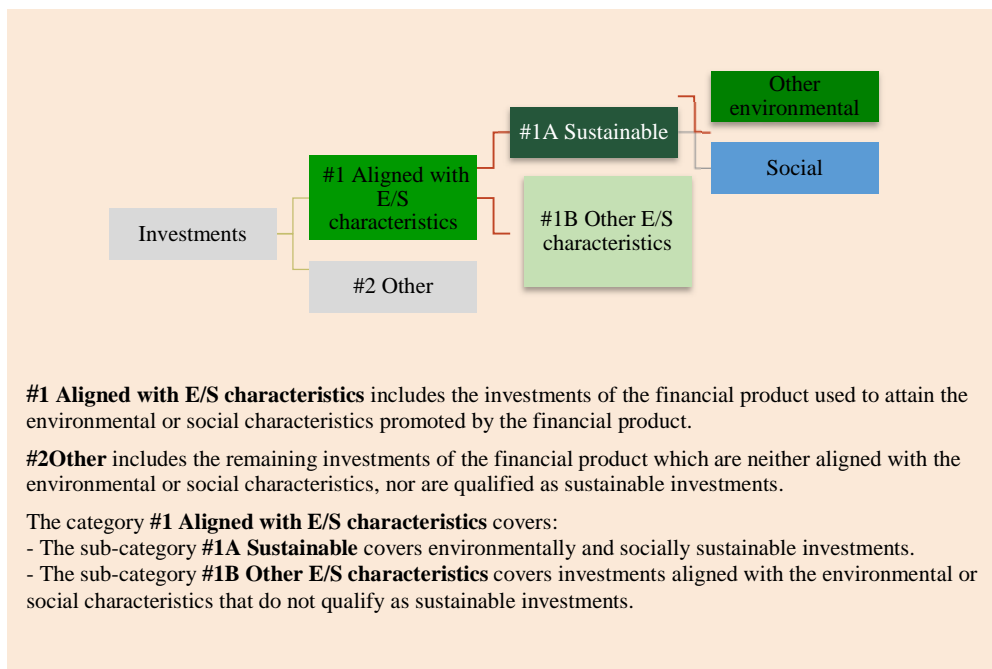 Other
environmental
#1A Sustainable
Social
#1 Aligned with
E/S
characteristics
#1B Other E/S
characteristics
Investments
#2 Other
#1 Aligned with E/S characteristics includes the investments of the financial product used to attain the
environmental or social characteristics promoted by the financial product.
#2Other includes the remaining investments of the financial product which are neither aligned with the
environmental or social characteristics, nor are qualified as sustainable investments.
The category #1 Aligned with E/S characteristics covers:
- The sub-category #1A Sustainable covers environmentally and socially sustainable investments.
- The sub-category #1B Other E/S characteristics covers investments aligned with the environmental or
social characteristics that do not qualify as sustainable investments.